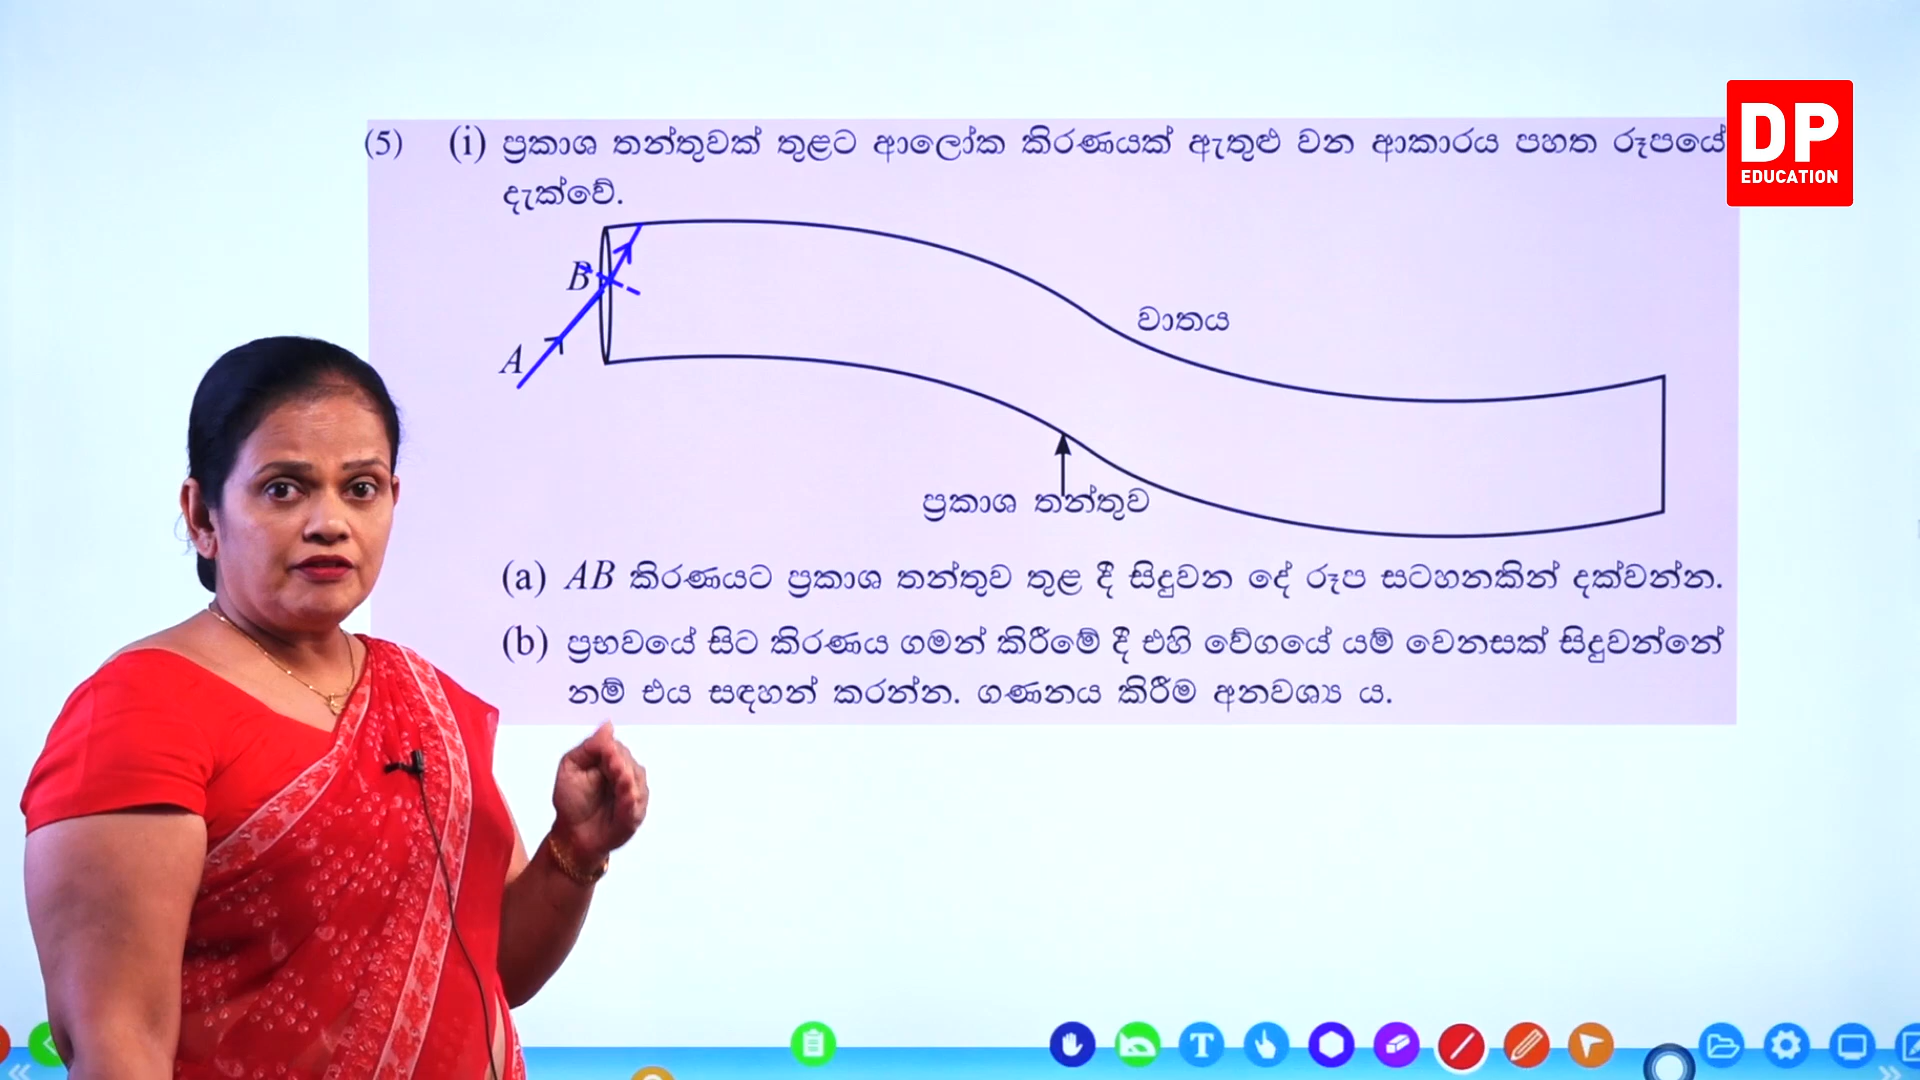 DP
EDUCATION
(5) (i) ප්‍රකාශ තන්තුවක් තුළට ආලෝක කිරණයක් ඇතුළු වන ආකාරය පහත රූපයේ
දැක්වේ.
B
A
වාතය
ප්‍රකාශ තන්තුව
(a) AB කිරණයට ප්‍රකාශ තන්තුව තුළ දී සිදුවන දේ රූප සටහනකින් දක්වන්න.
(b) ප්‍රභවයේ සිට කිරණය ගමන් කිරීමේ දී එහි වේගයේ යම් වෙනසක් සිදුවන්නේ
නම් එය සඳහන් කරන්න. ගණනය කිරීම අනවශ්‍ය ය.
T